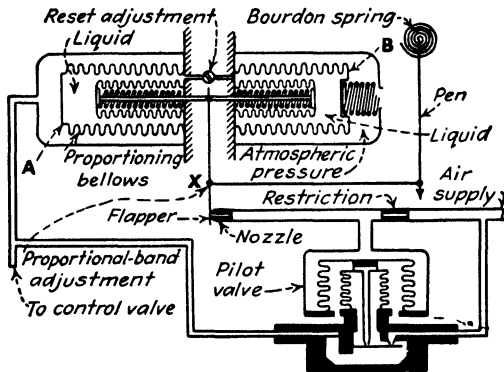 Reset adjustment
Liquid
Bourdon spring
B
Pen
Liquid
A
Proportioning
bellows
Atmospheric
pressure
X
Restriction
Air
supply
Flapper
Nozzle
Proportional-band
adjustment
Pilot
valve
To control valve